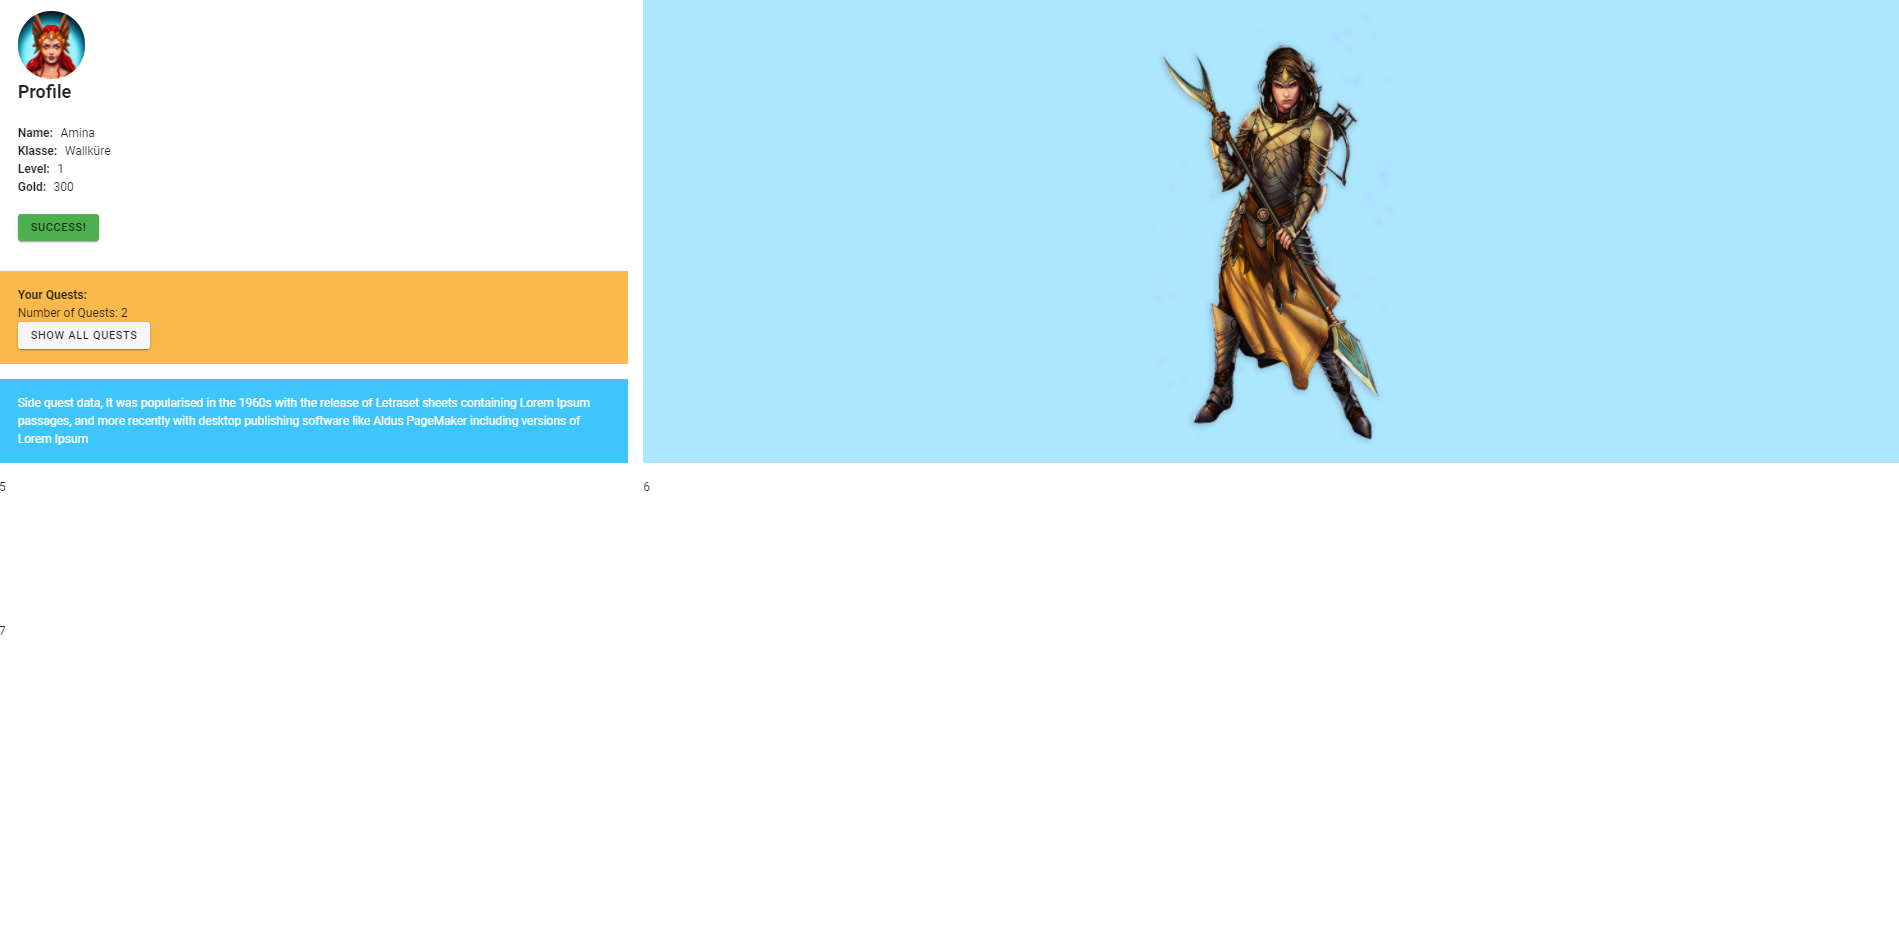 Profile
Name: Amina
Klasse: Wallküre
Level: 1
Gold: 300
SUCCESS!
Your Quests:
Number of Quests: 2
SHOW ALL QUESTS
Side quest data, It was popularised in the 1960s with the release of Letraset sheets containing Lorem Ipsum
passages, and more recently with desktop publishing software like Aldus PageMaker including versions of
Lorem Ipsum
5
6
7